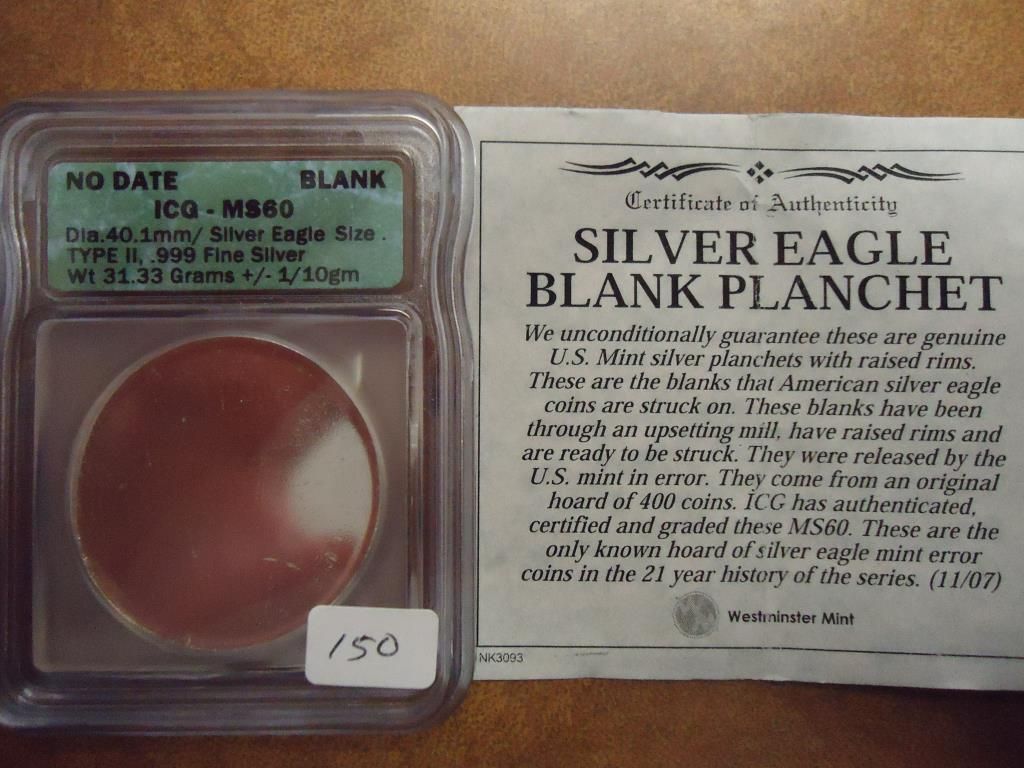 NO DATE BLANK
ICG - MS60
Dia.40.1mm/ Silver Eagle Size .
TYPE II, .999 Fine Silver
Wt 31.33 Grams +/- 1/10gm
150
Certificate of Authenticity
SILVER EAGLE
BLANK PLANCHET
We unconditionally guarantee these are genuine
U.S. Mint silver planchets with raised rims.
These are the blanks that American silver eagle
coins are struck on. These blanks have been
through an upsetting mill, have raised rims and
are ready to be struck. They were released by the
U.S. mint in error. They come from an original
hoard of 400 coins. ICG has authenticated,
certified and graded these MS60. These are the
only known hoard of silver eagle mint error
coins in the 21 year history of the series. (11/07)
Westminster Mint
NK3093